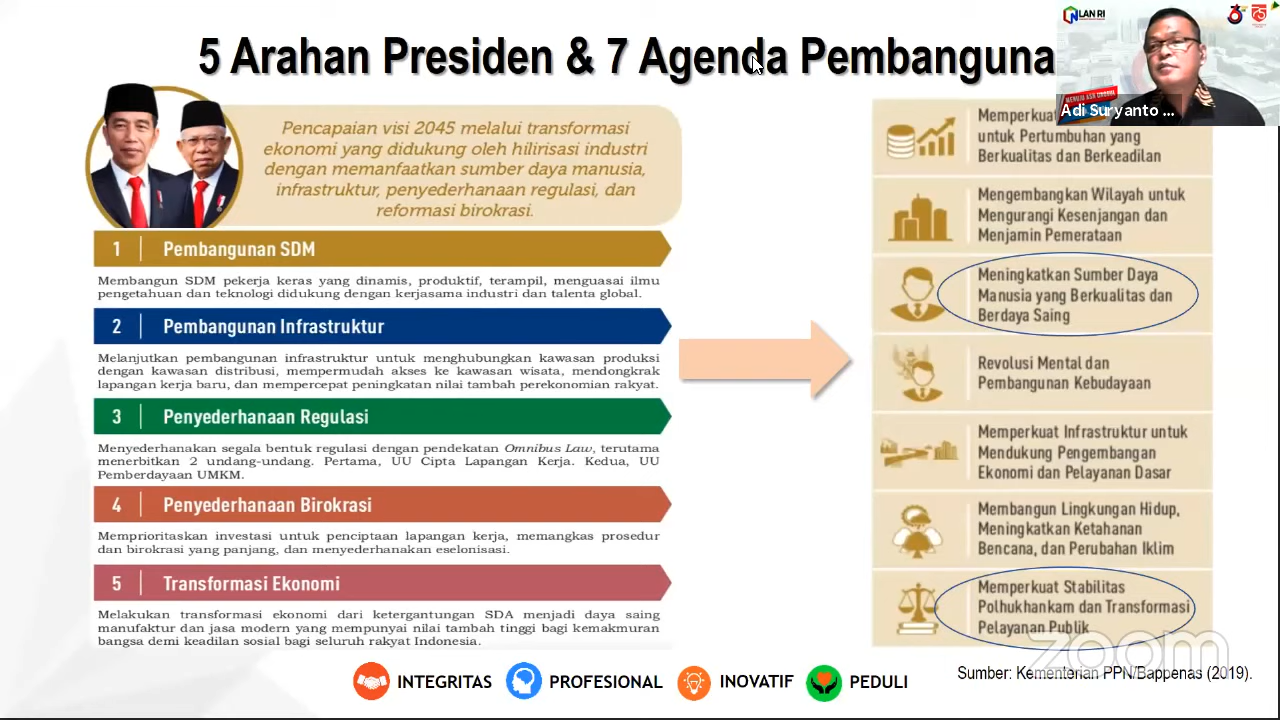 5 Arahan Presiden & 7 Agenda Pembanguna
LAN RI
Adi Suryanto ...
Pencapaian visi 2045 melalui transformasi
ekonomi yang didukung oleh hilirisasi industri
dengan memanfaatkan sumber daya manusia,
infrastruktur, penyederhanaan regulasi, dan
reformasi birokrasi.
1 Pembangunan SDM
Membangun SDM pekerja keras yang dinamis, produktif, terampil, menguasai ilmu
pengetahuan dan teknologi didukung dengan kerjasama industri dan talenta global.
2 Pembangunan Infrastruktur
Melanjutkan pembangunan infrastruktur untuk menghubungkan kawasan produksi
dengan kawasan distribusi, mempermudah akses ke kawasan wisata, mendongkrak
lapangan kerja baru, dan mempercepat peningkatan nilai tambah perekonomian rakyat.
3 Penyederhanaan Regulasi
Menyederhanakan segala bentuk regulasi dengan pendekatan Omnibus Law, terutama
menerbitkan 2 undang-undang. Pertama, UU Cipta Lapangan Kerja. Kedua, UU
Pemberdayaan UMKM.
4 Penyederhanaan Birokrasi
Memprioritaskan investasi untuk penciptaan lapangan kerja, memangkas prosedur
dan birokrasi yang panjang, dan menyederhanakan eselonisasi.
5 Transformasi Ekonomi
Melakukan transformasi ekonomi dari ketergantungan SDA menjadi daya saing
manufaktur dan jasa modern yang mempunyai nilai tambah tinggi bagi kemakmuran
bangsa demi keadilan sosial bagi seluruh rakyat Indonesia.
Memperkuat
untuk Pertumbuhan yang
Berkualitas dan Berkeadilan
Mengembangkan Wilayah untuk
Mengurangi Kesenjangan dan
Menjamin Pemerataan
Meningkatkan Sumber Daya
Manusia yang Berkualitas dan
Berdaya Saing
Revolusi Mental dan
Pembangunan Kebudayaan
Memperkuat Infrastruktur untuk
Mendukung Pengembangan
Ekonomi dan Pelayanan Dasar
Membangun Lingkungan Hidup,
Meningkatkan Ketahanan
Bencana, dan Perubahan Iklim
Memperkuat Stabilitas
Polhukhankam dan Transformasi
Pelayanan Publik
zoom
Sumber: Kementerian PPN/Bappenas (2019).
INTEGRITAS
PROFESIONAL
INOVATIF
PEDULI